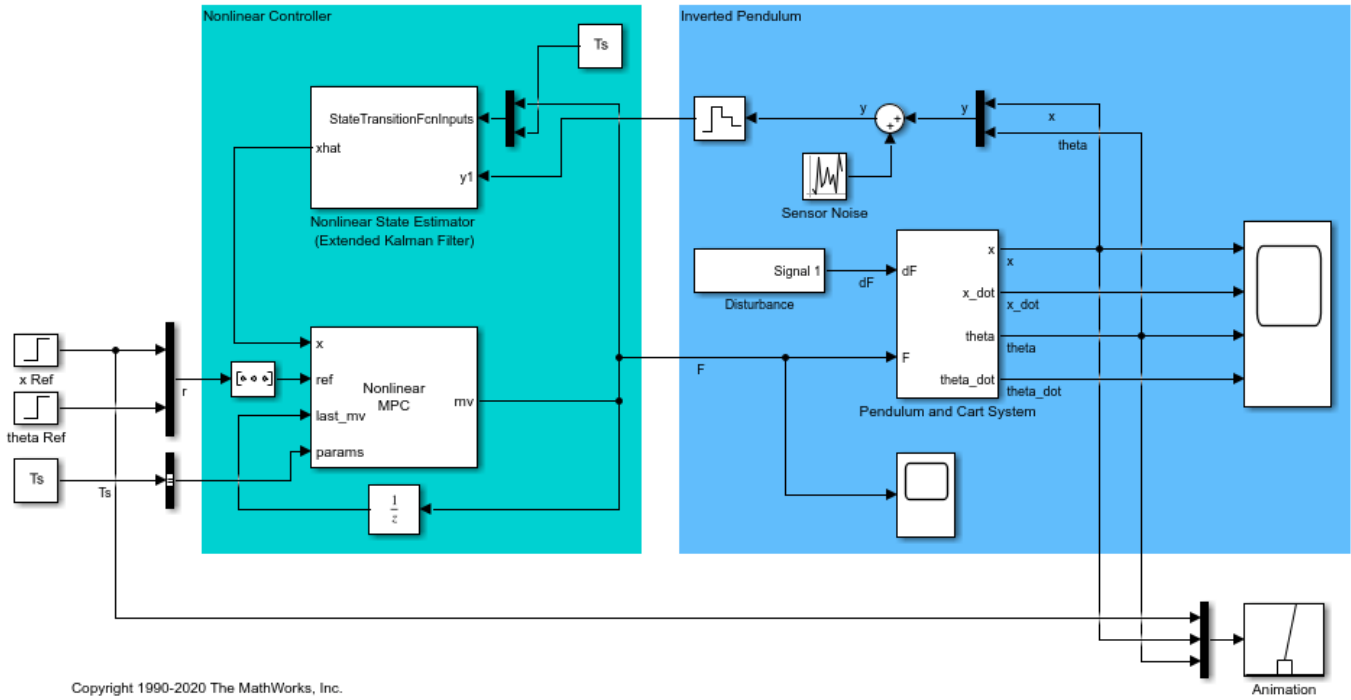 Nonlinear Controller
Inverted Pendulum
Ts
StateTransitionFcnInputs
xhat
y1
Nonlinear State Estimator
(Extended Kalman Filter)
y
+
+
y
x
theta
Sensor Noise
Signal 1
Disturbance
dF
dF
F
x
x_dot
theta
theta_dot
x
x_dot
theta
theta_dot
Pendulum and Cart System
x Ref
theta Ref
Ts
Ts
r
x
ref
last_mv
params
Nonlinear
MPC
mv
F
1
z
Animation
Copyright 1990-2020 The MathWorks, Inc.